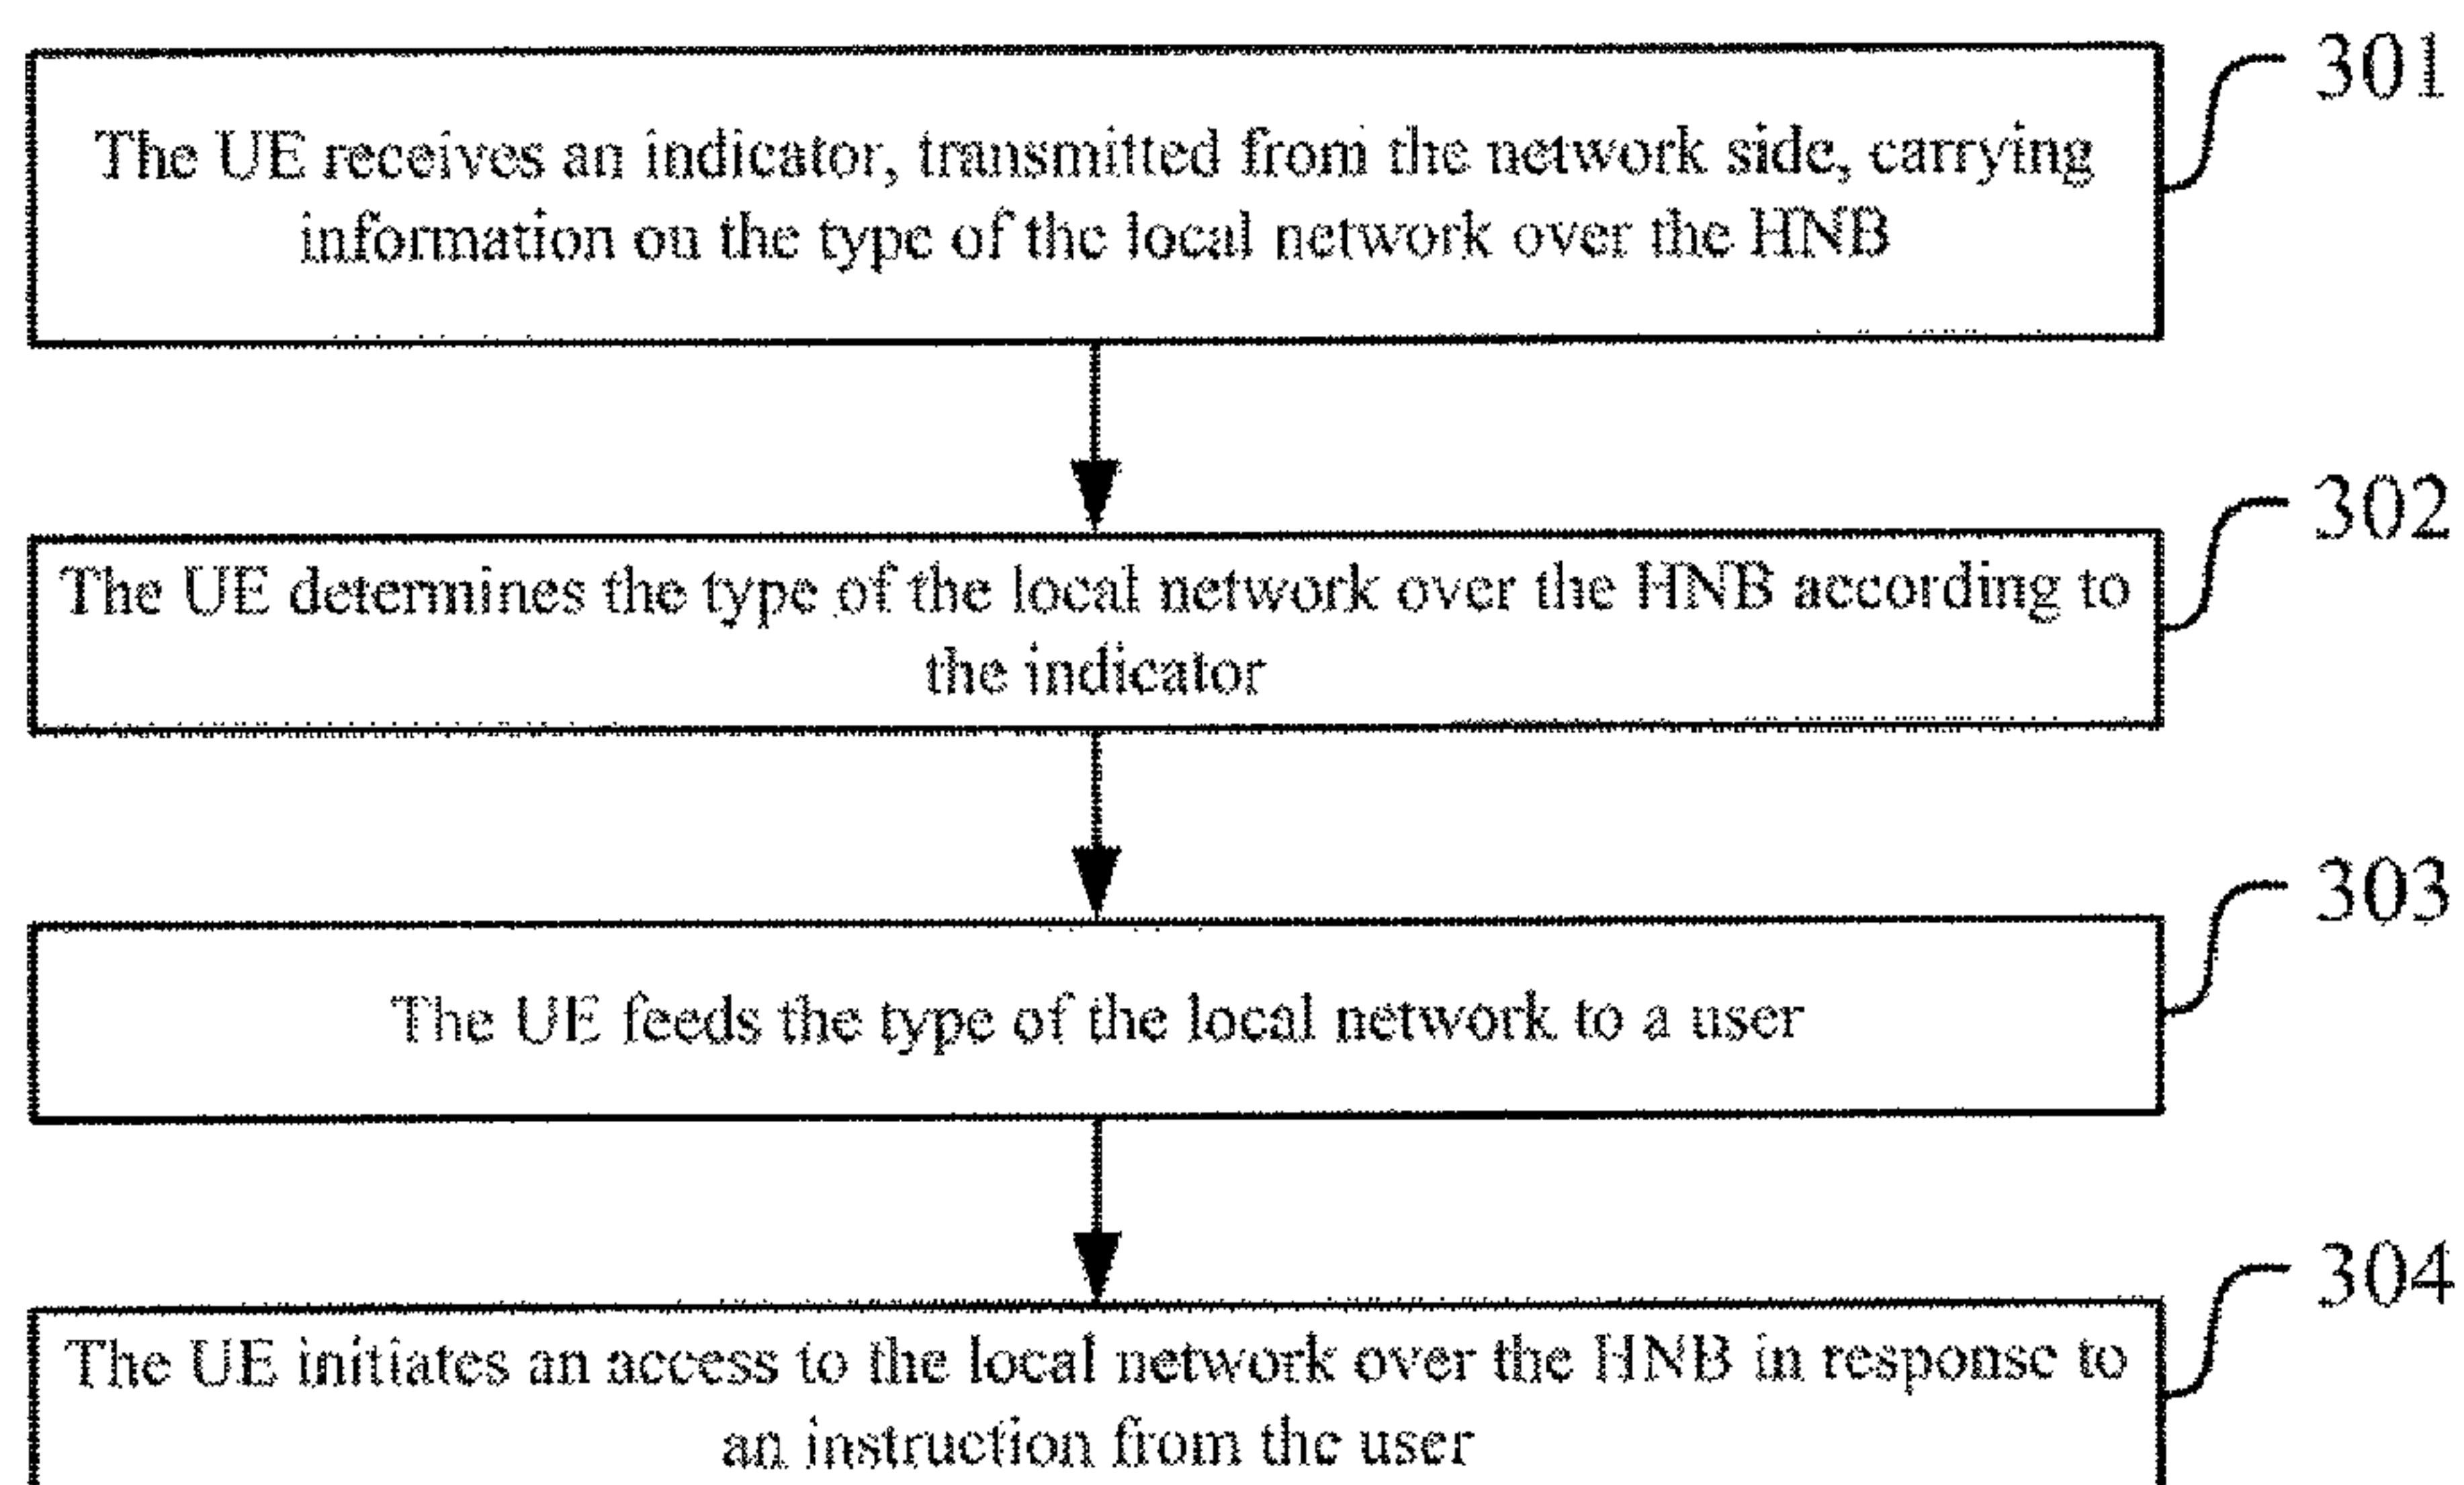 301
The UE receives an indicator, transmitted from the network side, carrying
information on the type of the local network over the HNB
302
The UE determines the type of the local network over the HNB according to
the indicator
303
The UE feeds the type of the local network to a user
304
The UE initiates an access to the local network over the HNB in response to
an instruction from the user